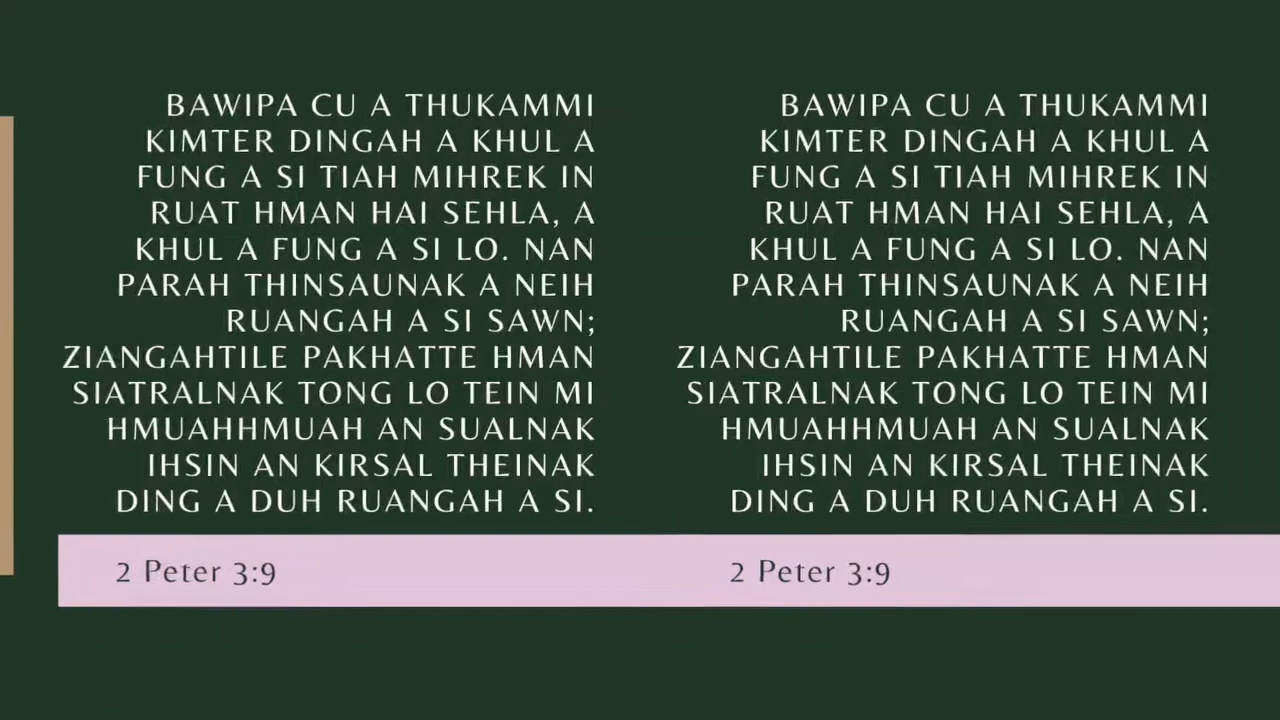 BAWIPA CU A THUKAMMI
KIMTER DINGAH A KHUL A
FUNG A SI TIAH MIHREK IN
RUAT HMAN HAI SEHLA, A
KHUL A FUNG A SI LO. NAN
PARAH THINSAUNAK A NEIH
RUANGAH A SI SAWN;
ZIANGAHTILE PAKHATTE HMAN
SIATRALNAK TONG LO TEIN MI
HMUAHHMUAH AN SUALNAK
IHSIN AN KIRSAL THEINAK
DING A DUH RUANGAH A SI.
2 Peter 3:9
BAWIPA CU A THUKAMMI
KIMTER DINGAH A KHUL A
FUNG A SI TIAH MIHREK IN
RUAT HMAN HAI SEHLA, A
KHUL A FUNG A SI LO. NAN
PARAH THINSAUNAK A NEIH
RUANGAH A SI SAWN;
ZIANGAHTILE PAKHATTE HMAN
SIATRALNAK TONG LO TEIN MI
HMUAHHMUAH AN SUALNAK
IHSIN AN KIRSAL THEINAK
DING A DUH RUANGAH A SI.
2 Peter 3:9